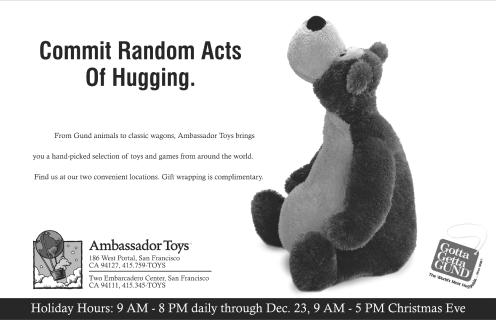 Commit Random Acts
Of Hugging.
From Gund animals to classic wagons, Ambassador Toys brings
you a hand-picked selection of toys and games from around the world.
Find us at our two convenient locations. Gift wrapping is complimentary.
Ambassador Toys
186 West Portal, San Francisco
CA 94127, 415.759-TOYS
Two Embarcadero Center, San Francisco
CA 94111, 415.345-TOYS
Gotta
Getta
GUND
The World's Most
Holiday Hours: 9 AM - 8 PM daily through Dec. 23, 9 AM - 5 PM Christmas Eve